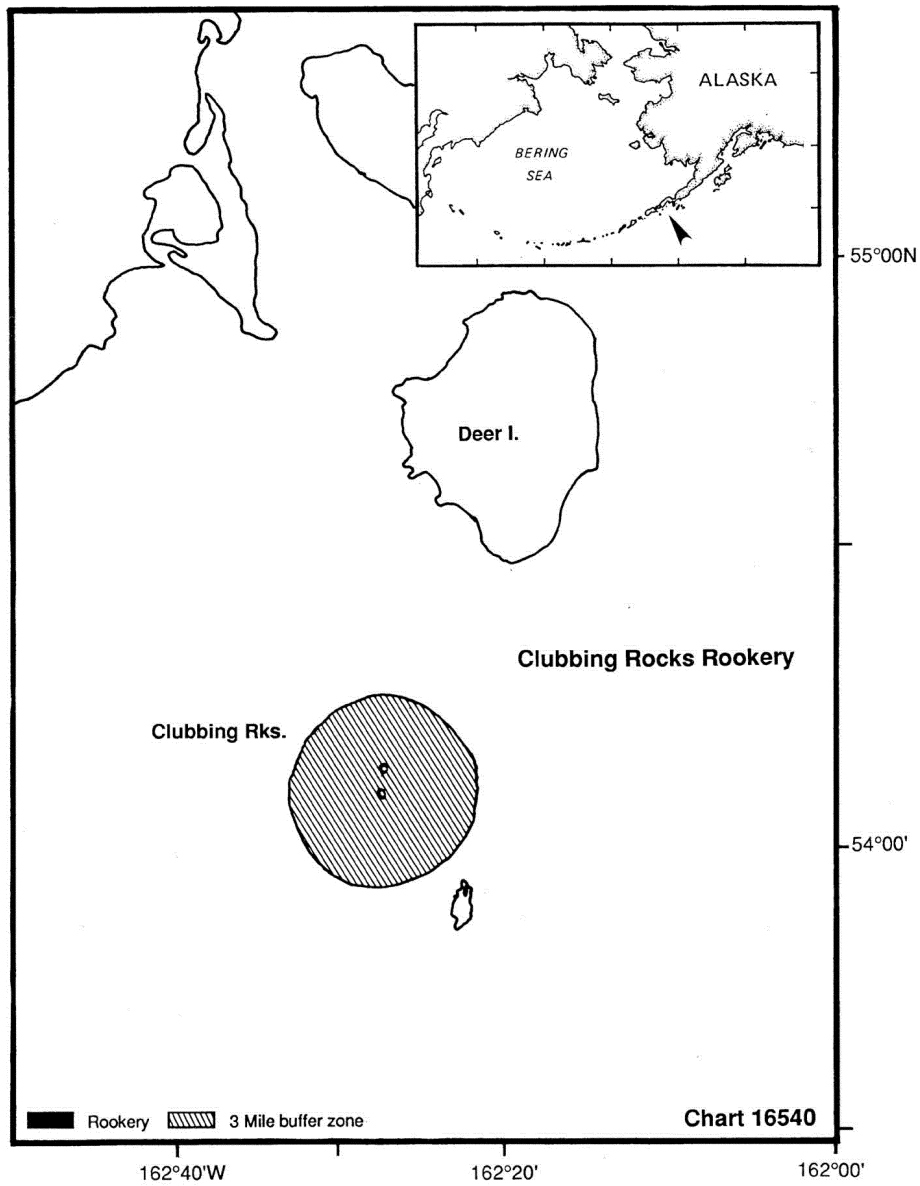 ALASKA
BERING
SEA
55°00N
Deer I.
Clubbing Rocks Rookery
Clubbing Rks.
54°00'
Rookery
3 Mile buffer zone
Chart 16540
162°40'W
162°20'
162°00'